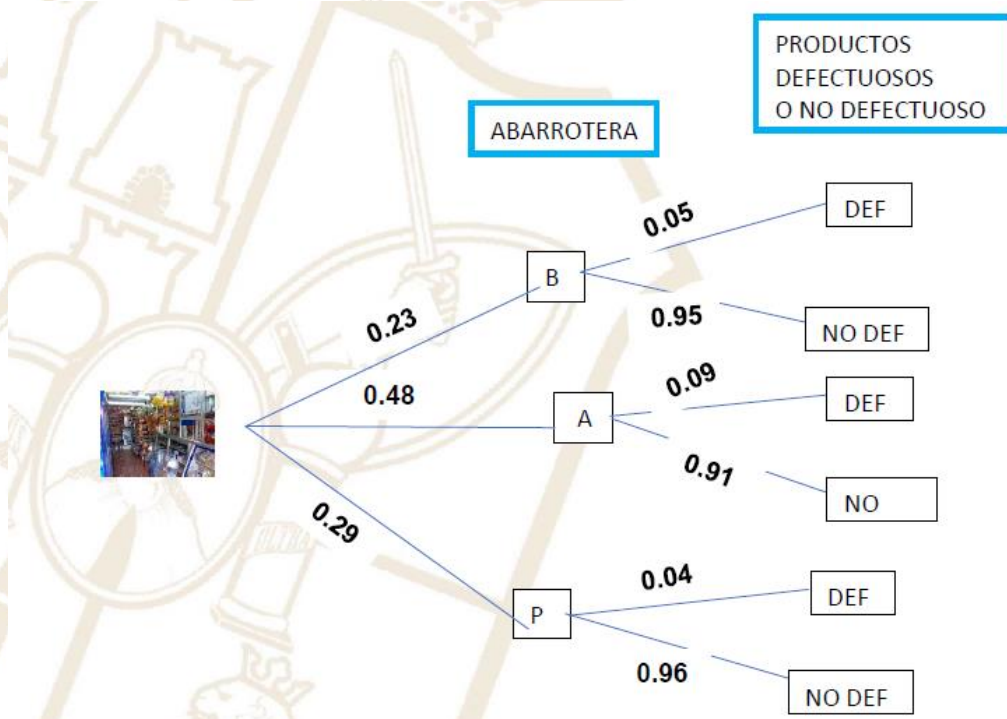 PRODUCTOS
DEFECTUOSOS
O NO DEFECTUOSO
ABARROTERA
0.05
DEF
B
0.23
0.95
NO DEF
0.48
0.09
DEF
A
0.91
NO
0.29
0.04
DEF
P
0.96
NO DEF